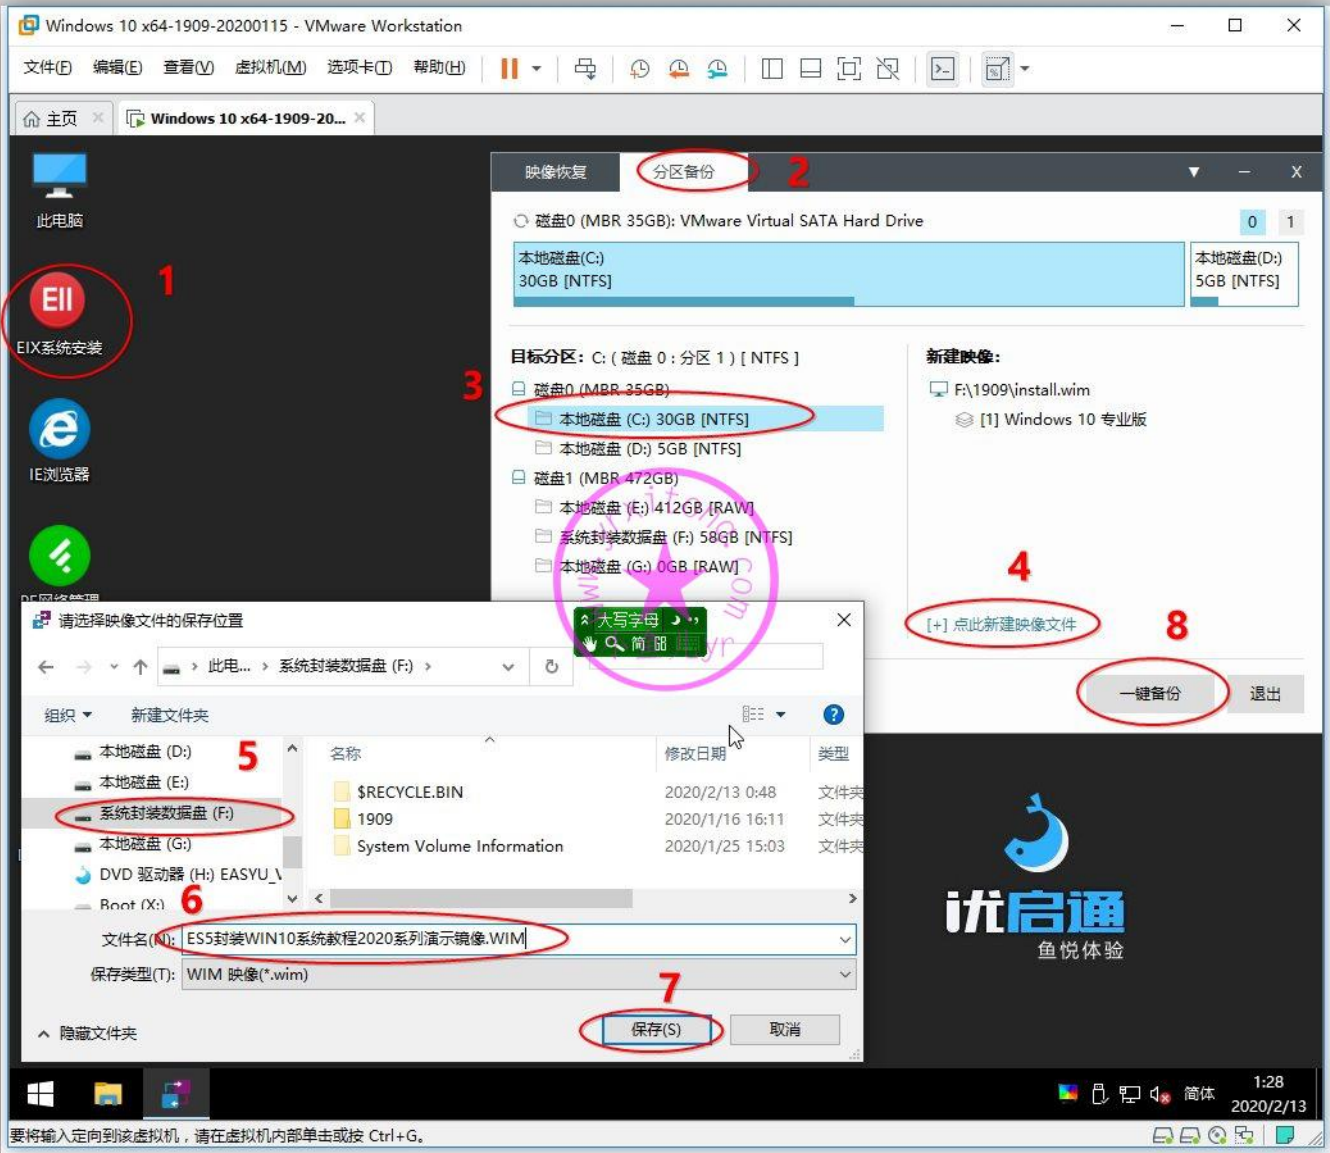 Windows 10 x64-1909-20200115 - VMware Workstation
文件(F) 编辑(E) 查看(V) 虚拟机(M) 选项卡(T) 帮助(H)
主页
Windows 10 x64-1909-20...
此电脑
1
EII
EIX系统安装
IE浏览器
映像恢复
分区备份
2
X
磁盘0 (MBR 35GB): VMware Virtual SATA Hard Drive
0 1
本地磁盘(C:)
30GB [NTFS]
本地磁盘(D:)
5GB [NTFS]
目标分区： C: ( 磁盘 0 : 分区 1 ) [ NTFS ]
3
磁盘0 (MBR 35GB)
本地磁盘 (C:) 30GB [NTFS]
本地磁盘 (D:) 5GB [NTFS]
磁盘1 (MBR 472GB)
本地磁盘 (E:) 412GB [RAW]
系统封装数据盘 (F:) 58GB [NTFS]
本地磁盘 (G:) 0GB [RAW]
新建映像：
F:\1909\install.wim
[1] Windows 10 专业版
4
[+] 点此新建映像文件
8
一键备份
退出
www.yrxitong.com
请选择映像文件的保存位置
大写字母
简
此电... › 系统封装数据盘 (F:) ›
组织
新建文件夹
5
本地磁盘 (D:)
本地磁盘 (E:)
系统封装数据盘 (F:)
本地磁盘 (G:)
DVD 驱动器 (H:) EASYU_V
Boot (X:)
名称 修改日期 类型
$RECYCLE.BIN 2020/2/13 0:48 文件夹
1909 2020/1/16 16:11 文件夹
System Volume Information 2020/1/25 15:03 文件夹
6
文件名(N): ES5封装WIN10系统教程2020系列演示镜像.WIM
保存类型(T): WIM 映像(*.wim)
7
隐藏文件夹
保存(S)
取消
优启通
鱼悦体验
简体
1:28
2020/2/13
要将输入定向到该虚拟机，请在虚拟机内部单击或按 Ctrl+G。